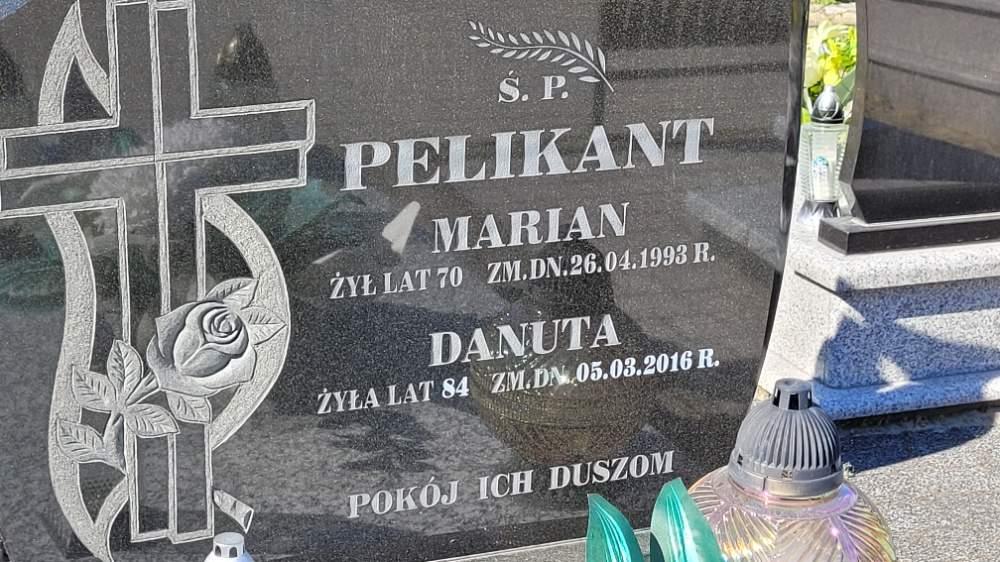 Ś. P.
PELIKANT
MARIAN
ŻYŁ LAT 70 ZM.DN.26.04.1993 R.
DANUTA
ŻYŁA LAT 84 ZM.DN.05.03.2016 R.
POKÓJ ICH DUSZOM